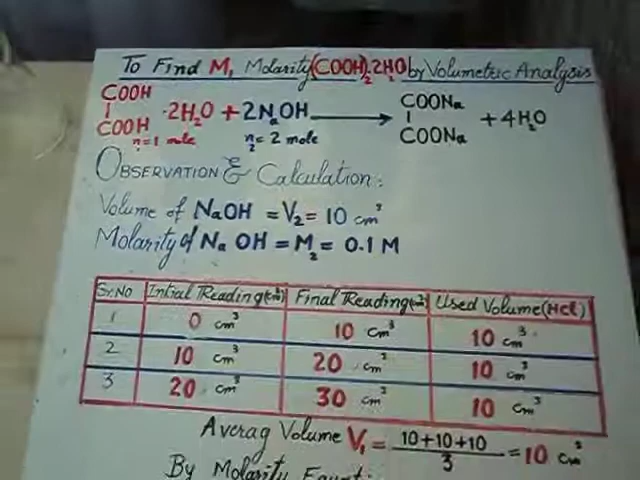 To Find M₁ Molarity (COOH)₂.2H₂O by Volumetric Analysis
COOH
|
COOH
·2H₂O + 2NaOH ⟶
COONa
|
COONa
+ 4H₂O
n₁=1 mole
n₂=2 mole
OBSERVATION & Calculation:
Volume of NaOH = V₂ = 10 cm³
Molarity of NaOH = M₂ = 0.1 M
Sr.No Initial Reading(cm³) Final Reading(cm³) Used Volume(HCl)
1 0 cm³ 10 cm³ 10 cm³
2 10 cm³ 20 cm³ 10 cm³
3 20 cm³ 30 cm³ 10 cm³
Averag Volume V₁ = 10+10+10/3 = 10 cm³
By Molarity